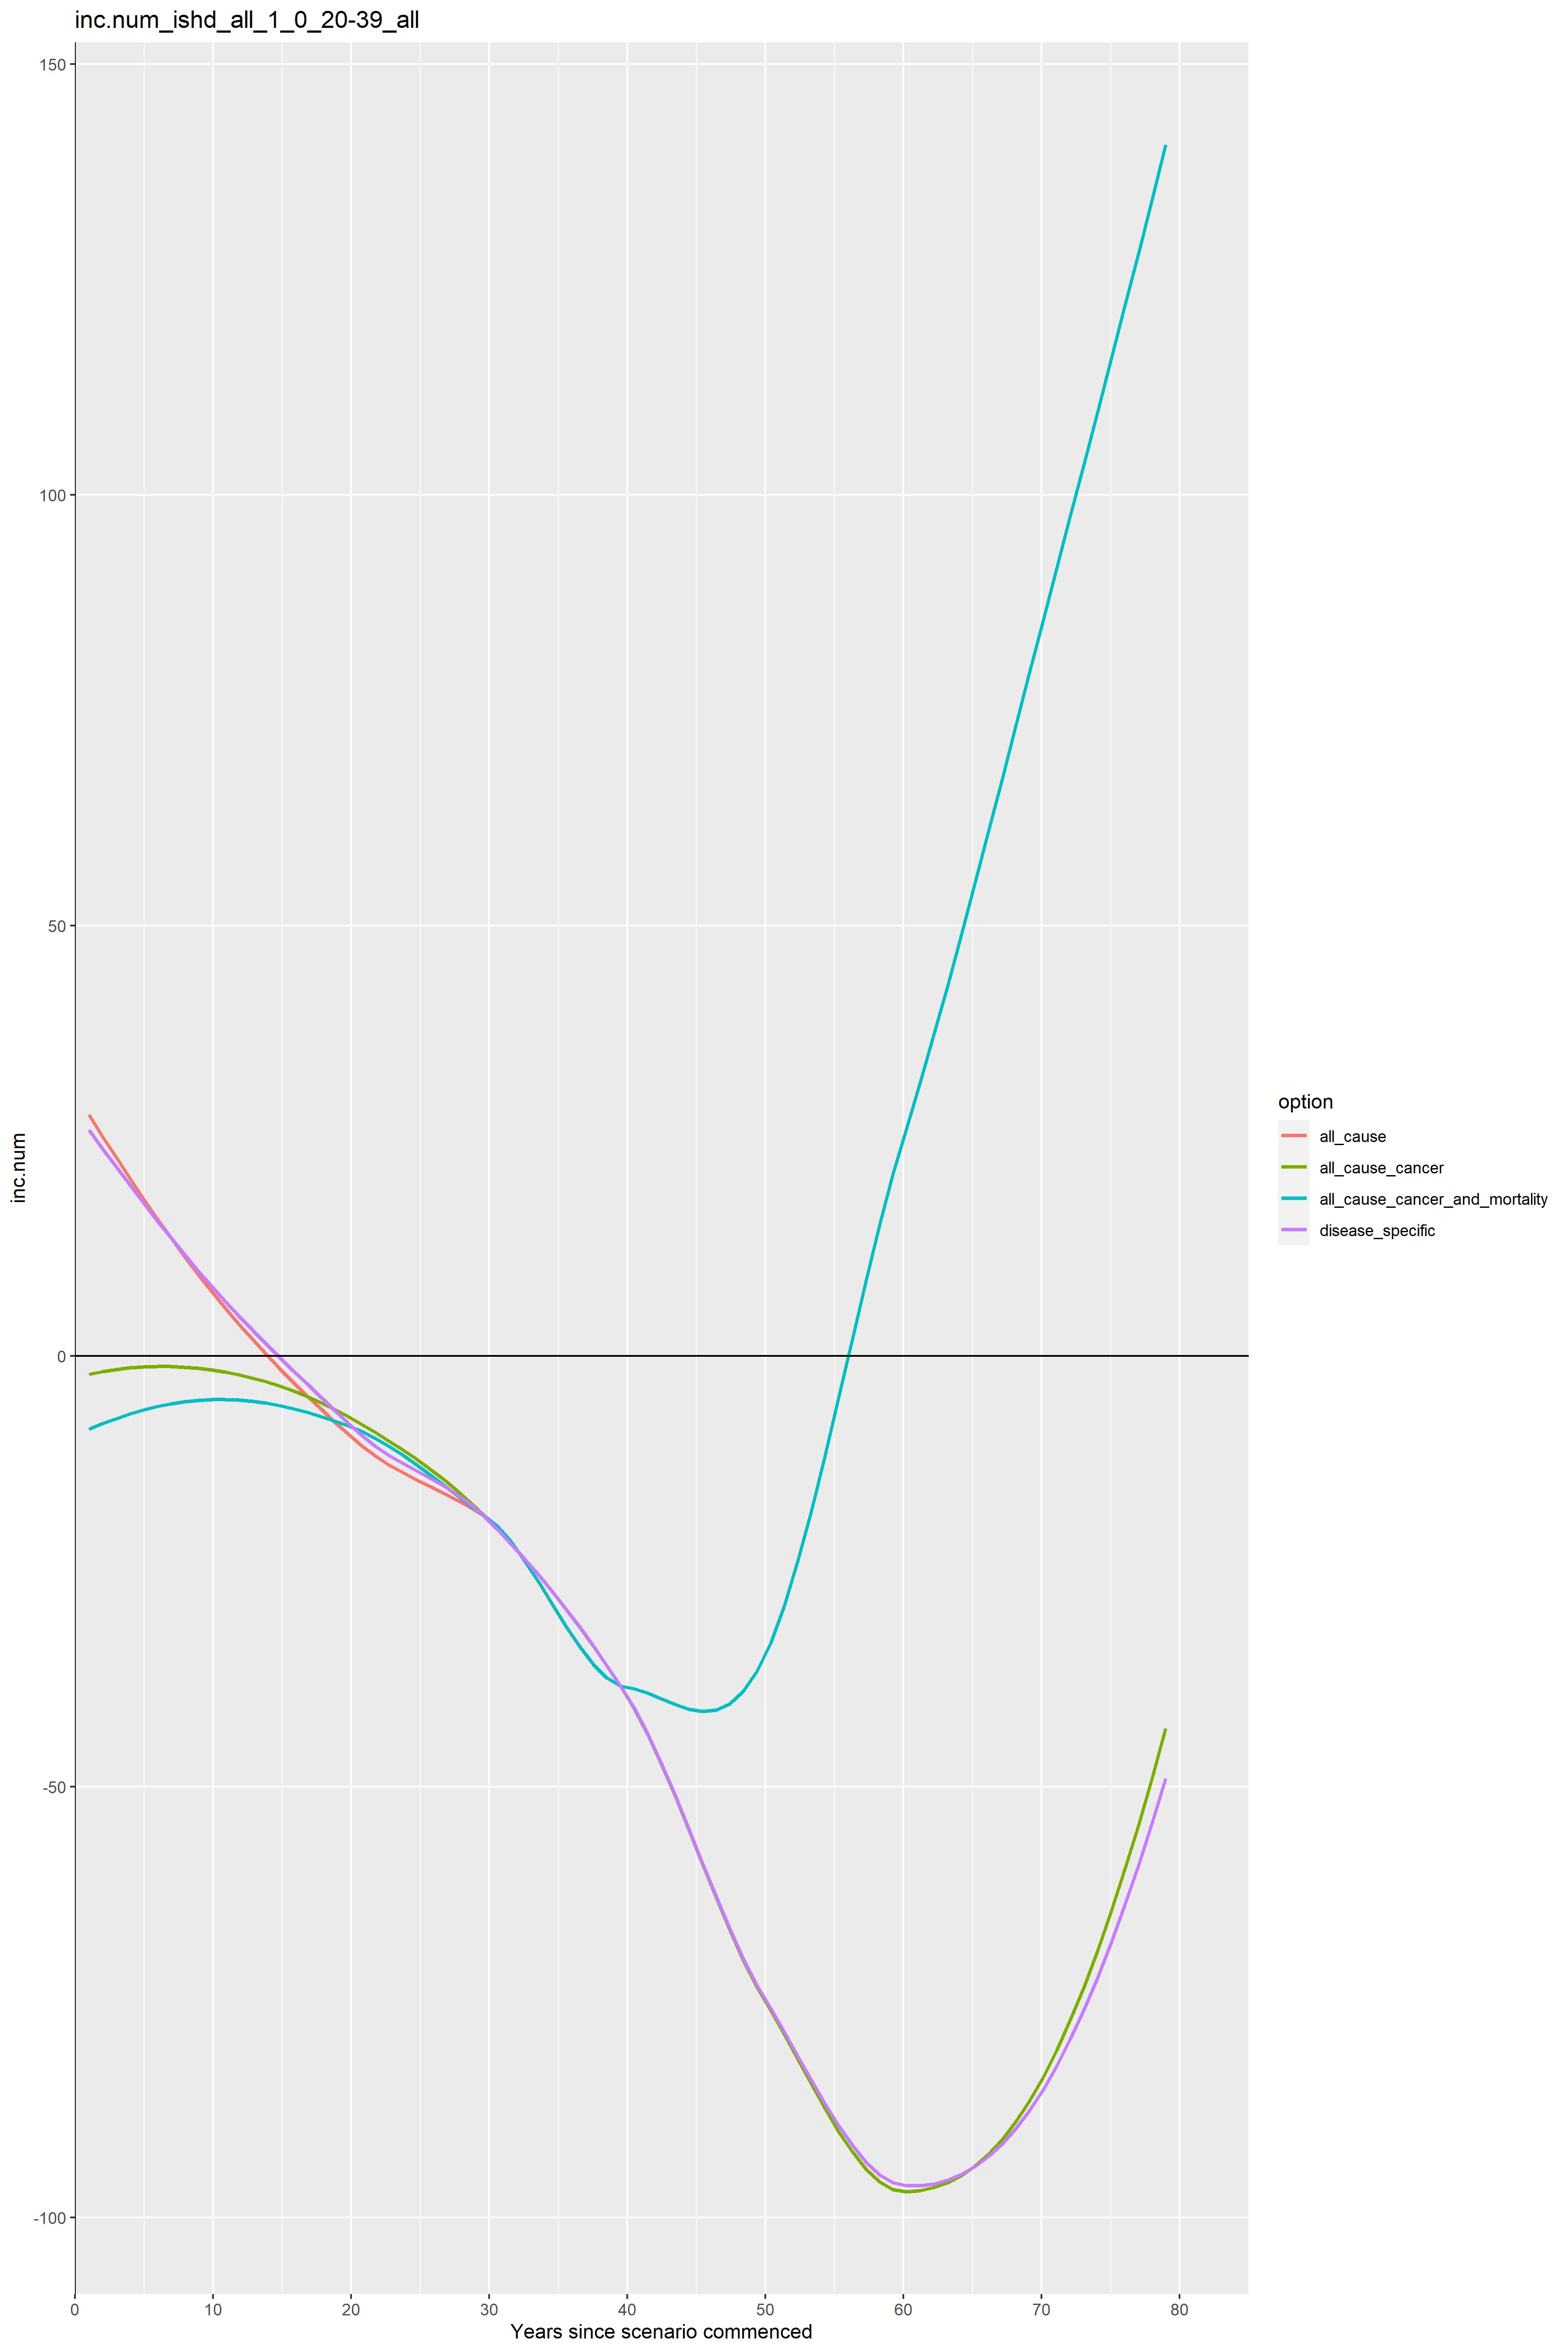 inc.num_ishd_all_1_0_20-39_all
150
100
50
0
-50
-100
inc.num
0 10 20 30 40 50 60 70 80
Years since scenario commenced
option
all_cause
all_cause_cancer
all_cause_cancer_and_mortality
disease_specific